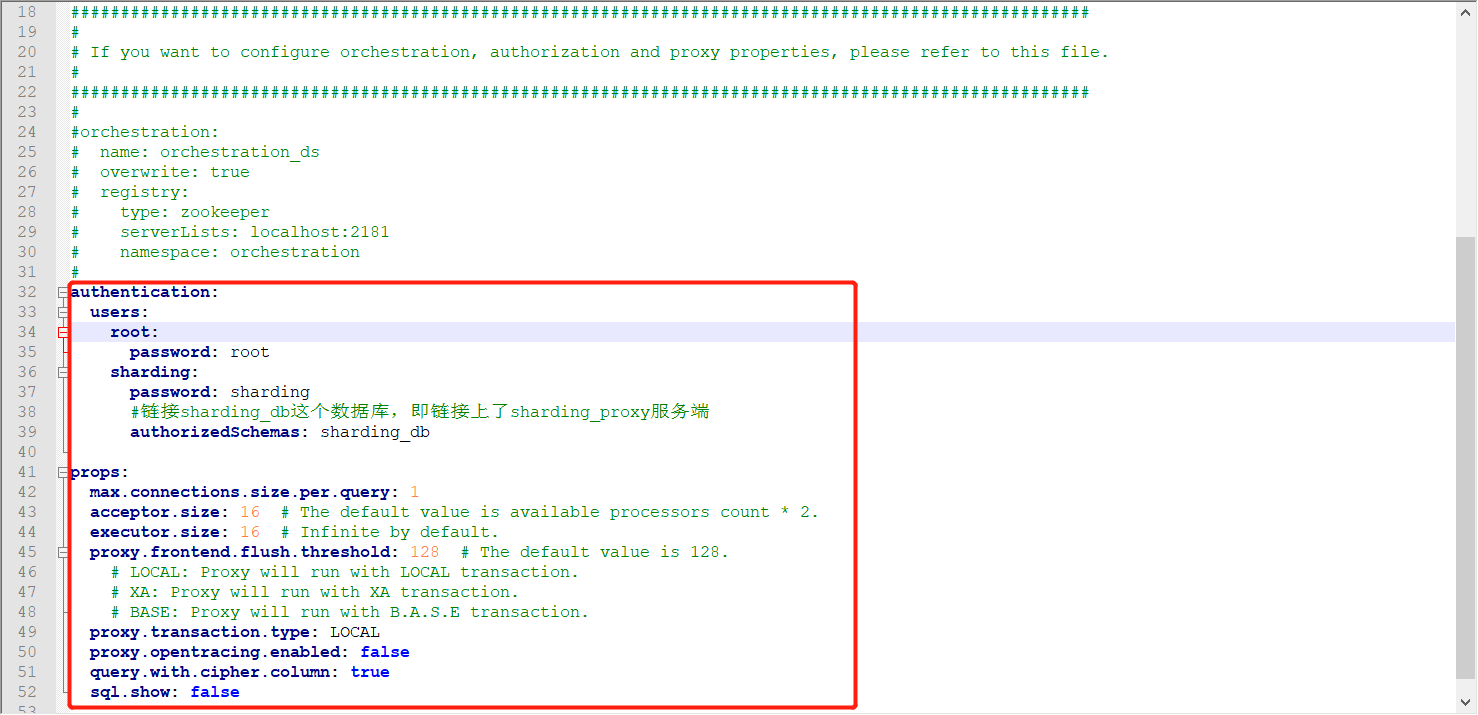 18 ######################################################################################################
19 #
20 # If you want to configure orchestration, authorization and proxy properties, please refer to this file.
21 #
22 ######################################################################################################
23 #
24 #orchestration:
25 #  name: orchestration_ds
26 #  overwrite: true
27 #  registry:
28 #    type: zookeeper
29 #    serverLists: localhost:2181
30 #    namespace: orchestration
31 #
32 authentication:
33   users:
34     root:
35       password: root
36     sharding:
37       password: sharding
38       #链接sharding_db这个数据库，即链接上了sharding_proxy服务端
39       authorizedSchemas: sharding_db
40
41 props:
42   max.connections.size.per.query: 1
43   acceptor.size: 16  # The default value is available processors count * 2.
44   executor.size: 16  # Infinite by default.
45   proxy.frontend.flush.threshold: 128  # The default value is 128.
46     # LOCAL: Proxy will run with LOCAL transaction.
47     # XA: Proxy will run with XA transaction.
48     # BASE: Proxy will run with B.A.S.E transaction.
49   proxy.transaction.type: LOCAL
50   proxy.opentracing.enabled: false
51   query.with.cipher.column: true
52   sql.show: false
53